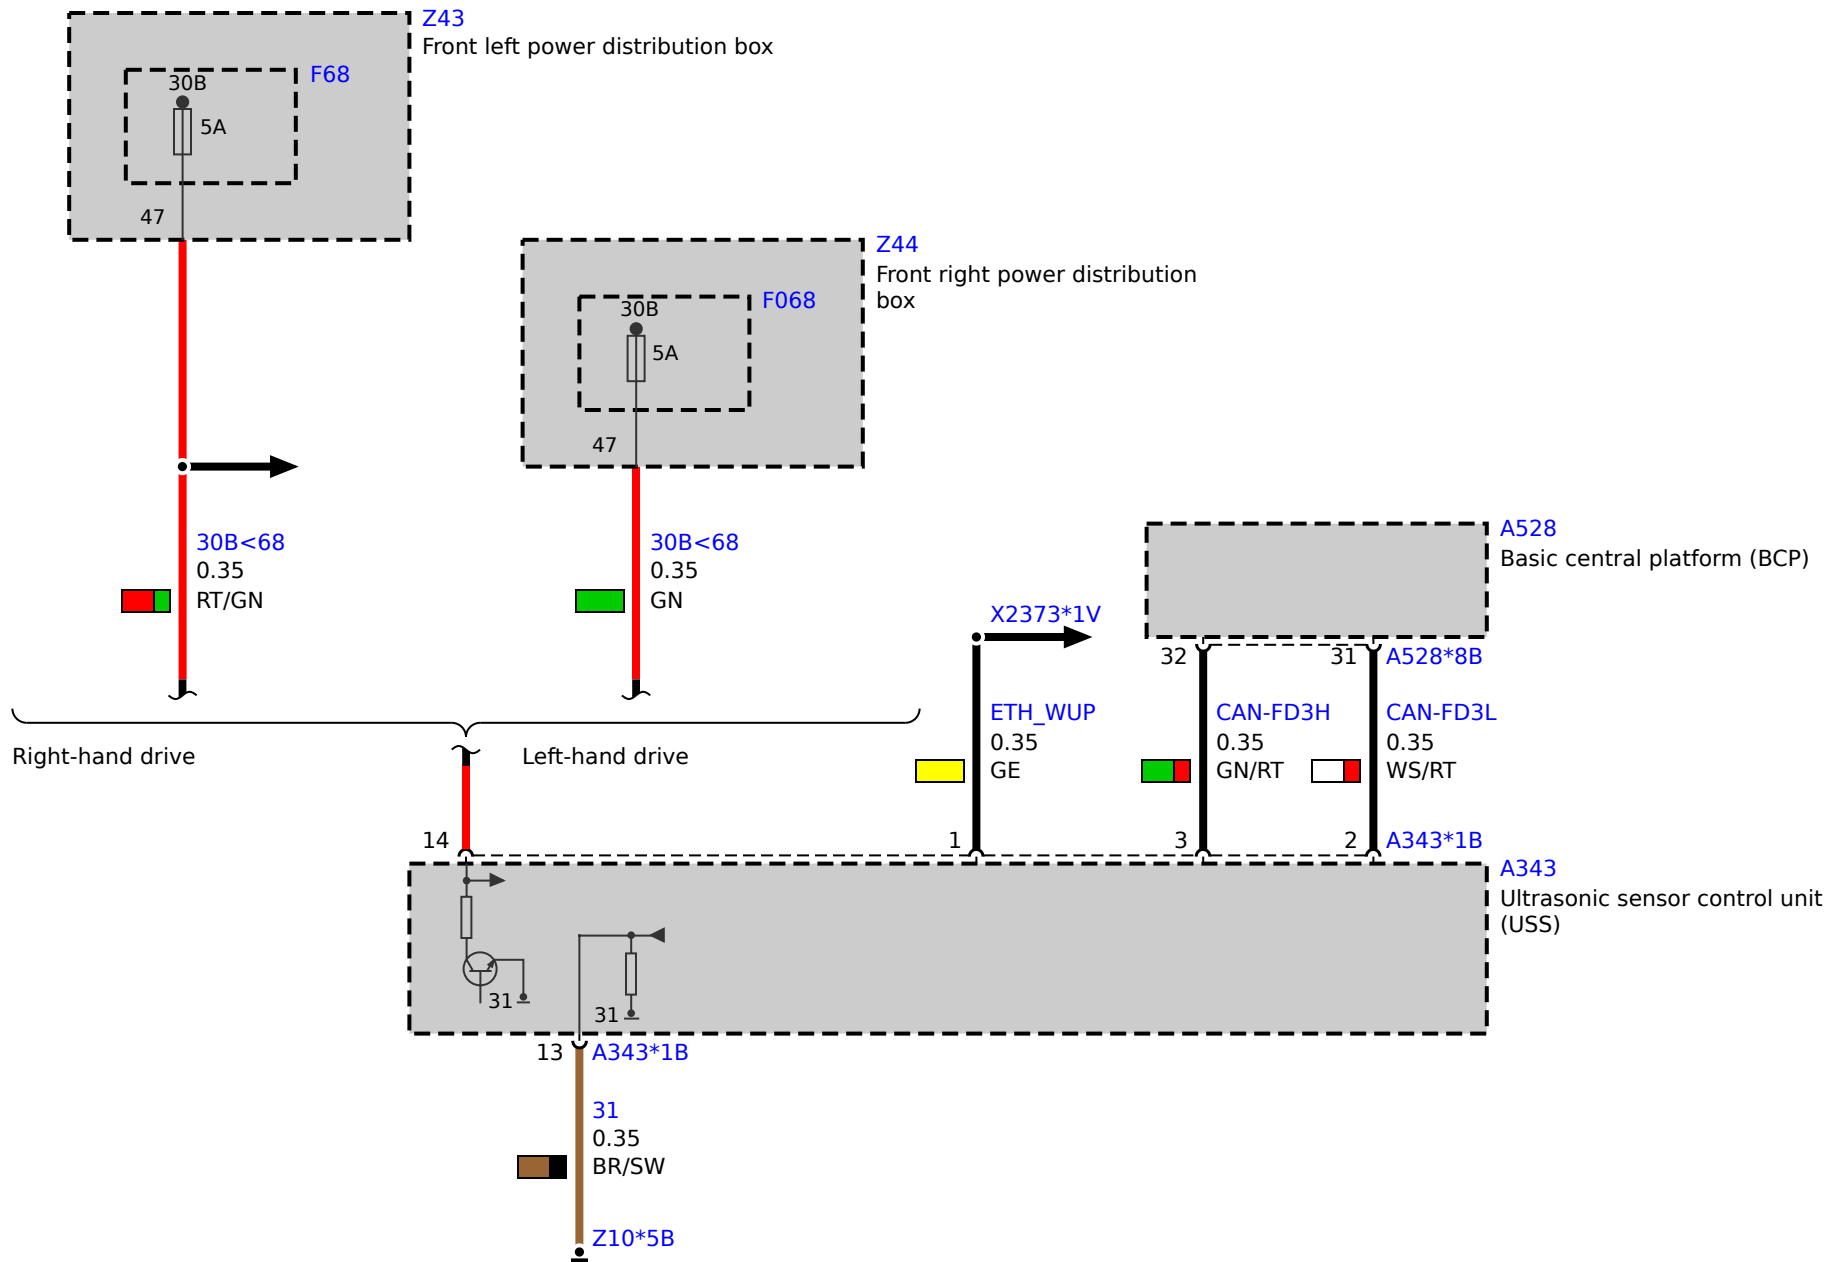 Z43
Front left power distribution box
F68
30B
5A
47
Z44
Front right power distribution
box
F068
30B
5A
47
30B<68
0.35
RT/GN
30B<68
0.35
GN
A528
Basic central platform (BCP)
X2373*1V
32
31
A528*8B
ETH_WUP
0.35
GE
CAN-FD3H
0.35
GN/RT
CAN-FD3L
0.35
WS/RT
Right-hand drive
Left-hand drive
14
1
3
2
A343*1B
A343
Ultrasonic sensor control unit
(USS)
31
31
13
A343*1B
31
0.35
BR/SW
Z10*5B